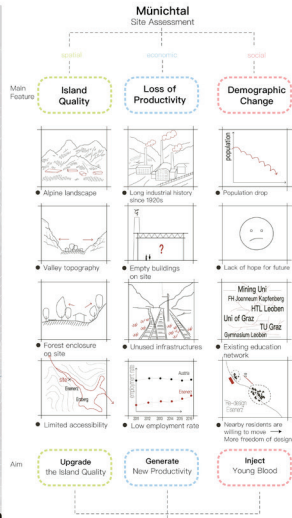 Münichtal
Site Assessment
spatial
economic
social
Main
Feature
Island
Quality
Loss of
Productivity
Demographic
Change
population
Alpine landscape
Long industrial history
since 1920s
Population drop
?
Valley topography
Empty buildings
on site
Lack of hope for future
Mining Uni
FH Joanneum Kapfenberg
HTL Leoben
Uni of Graz
TU Graz
Gymnasium Leoben
Forest enclosure
on site
Unused infrastructures
Existing education
network
Eisenerz
Erzberg
employment rate
Austria
Eisenerz
"Re-design
Eisenerz"
Limited accessibility
Low employment rate
Nearby residents are
willing to move
More freedom of design
Aim
Upgrade
the Island Quality
Generate
New Productivity
Inject
Young Blood